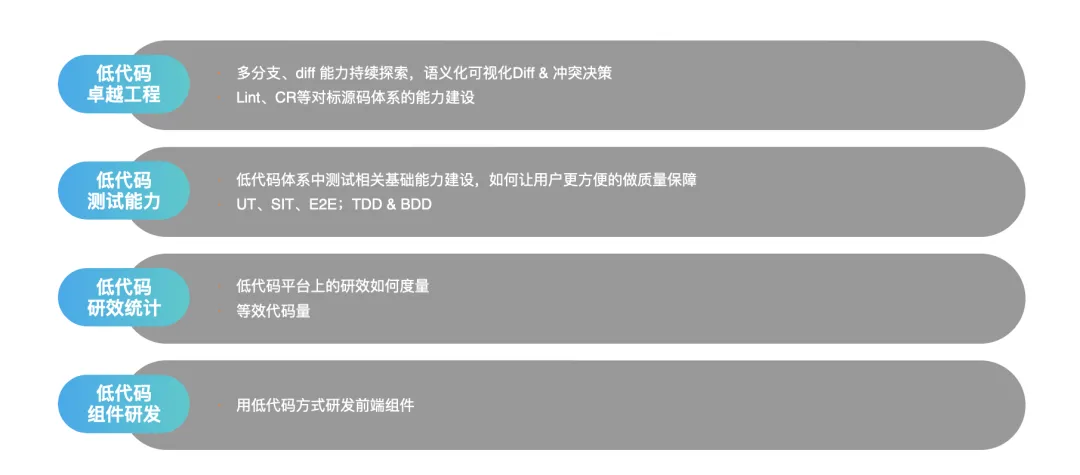 低代码
卓越工程
多分支、diff 能力持续探索，语义化可视化Diff & 冲突决策
Lint、CR等对标源码体系的能力建设
低代码
测试能力
低代码体系中测试相关基础能力建设，如何让用户更方便的做质量保障
UT、SIT、E2E；TDD & BDD
低代码
研效统计
低代码平台上的研效如何度量
等效代码量
低代码
组件研发
用低代码方式研发前端组件